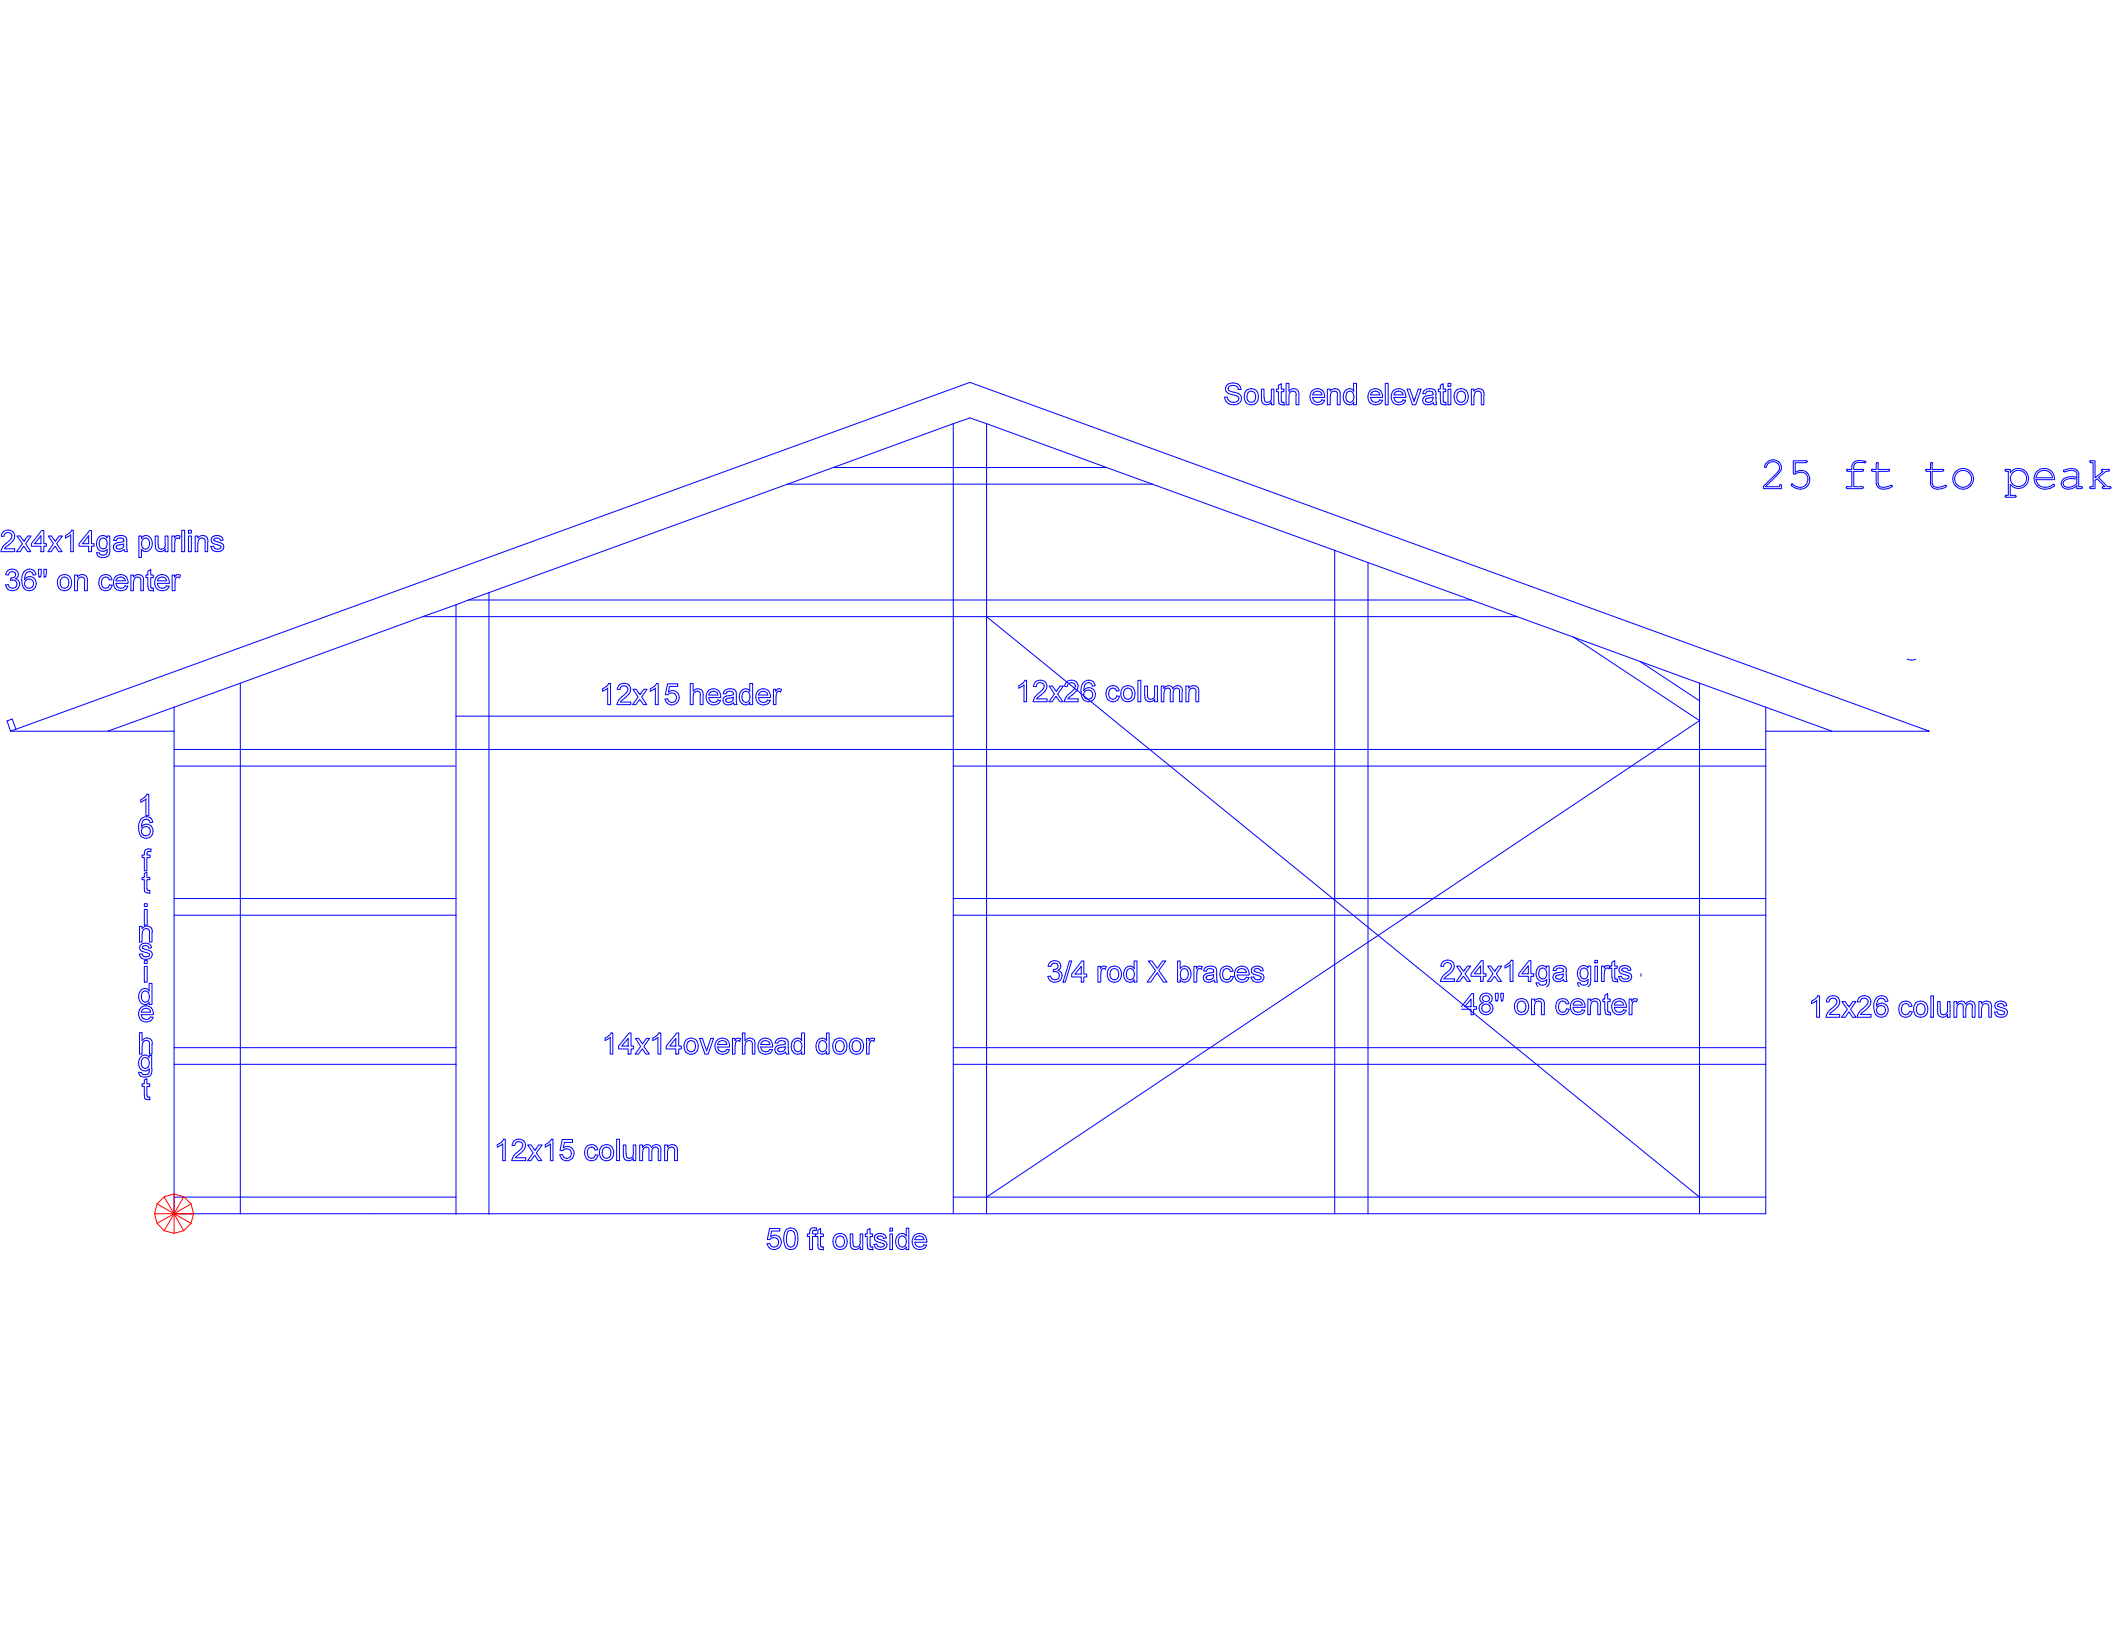 South end elevation
25 ft to peak
2x4x14ga purlins
36" on center
12x15 header
12x26 column
16 ft inside hgt
3/4 rod X braces
2x4x14ga girts
48" on center
12x26 columns
14x14overhead door
12x15 column
50 ft outside